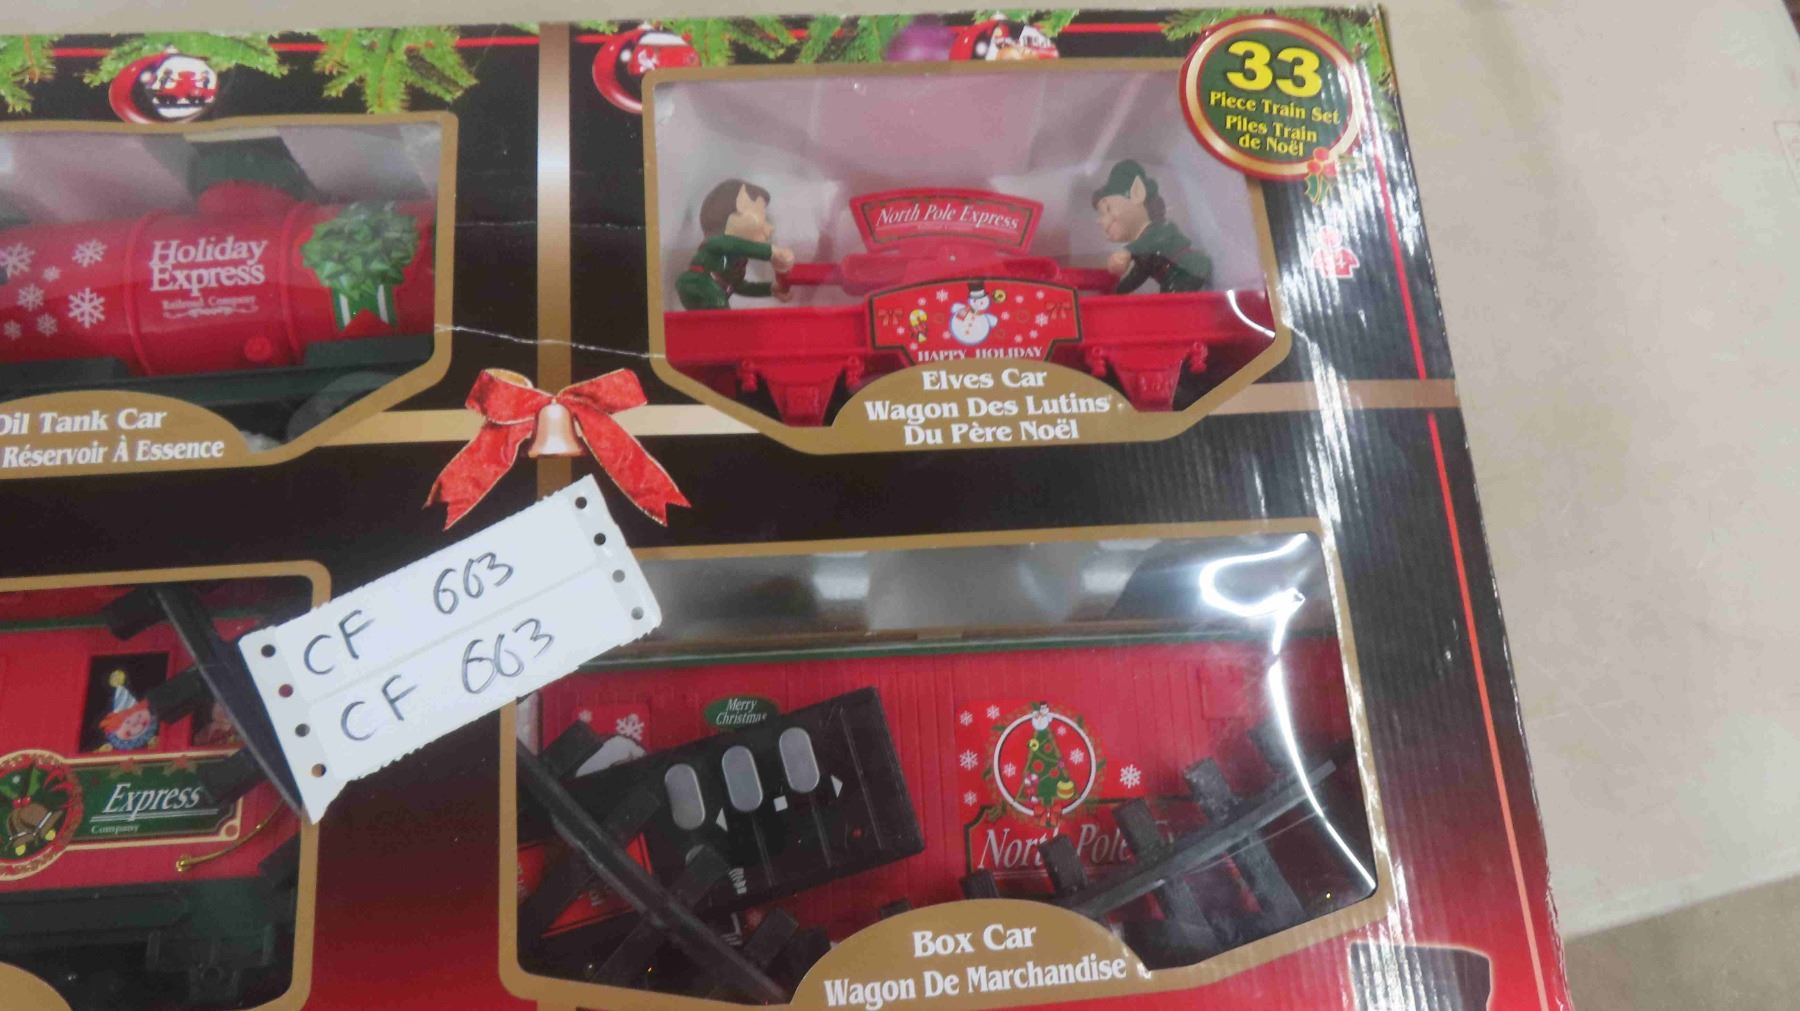 33
Piece Train Set
Piles Train
de Noël
Holiday
Express
Railroad Company
North Pole Express
HAPPY HOLIDAY
Elves Car
Wagon Des Lutins
Du Père Noël
Oil Tank Car
Réservoir À Essence
CF 663
CF 663
Merry
Christmas
Express
Company
North Pole
Box Car
Wagon De Marchandise